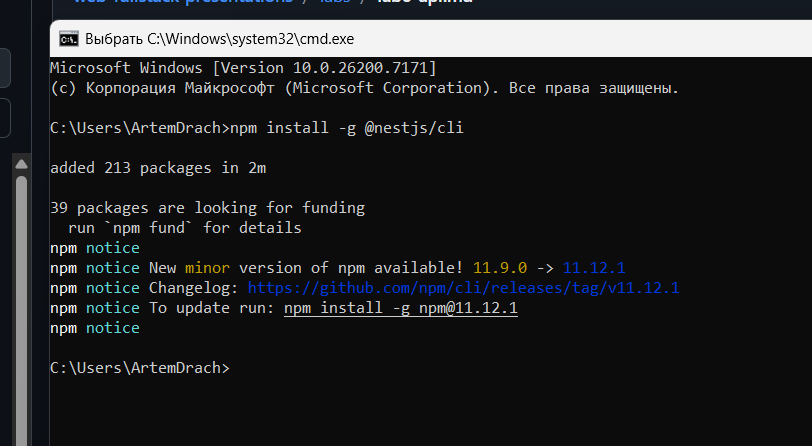 web-fullstack-presentations / labs /
Выбрать C:\Windows\system32\cmd.exe
Microsoft Windows [Version 10.0.26200.7171]
(c) Корпорация Майкрософт (Microsoft Corporation). Все права защищены.
C:\Users\ArtemDrach>npm install -g @nestjs/cli
added 213 packages in 2m
39 packages are looking for funding
  run `npm fund` for details
npm notice
npm notice New minor version of npm available! 11.9.0 -> 11.12.1
npm notice Changelog: https://github.com/npm/cli/releases/tag/v11.12.1
npm notice To update run: npm install -g npm@11.12.1
npm notice
C:\Users\ArtemDrach>